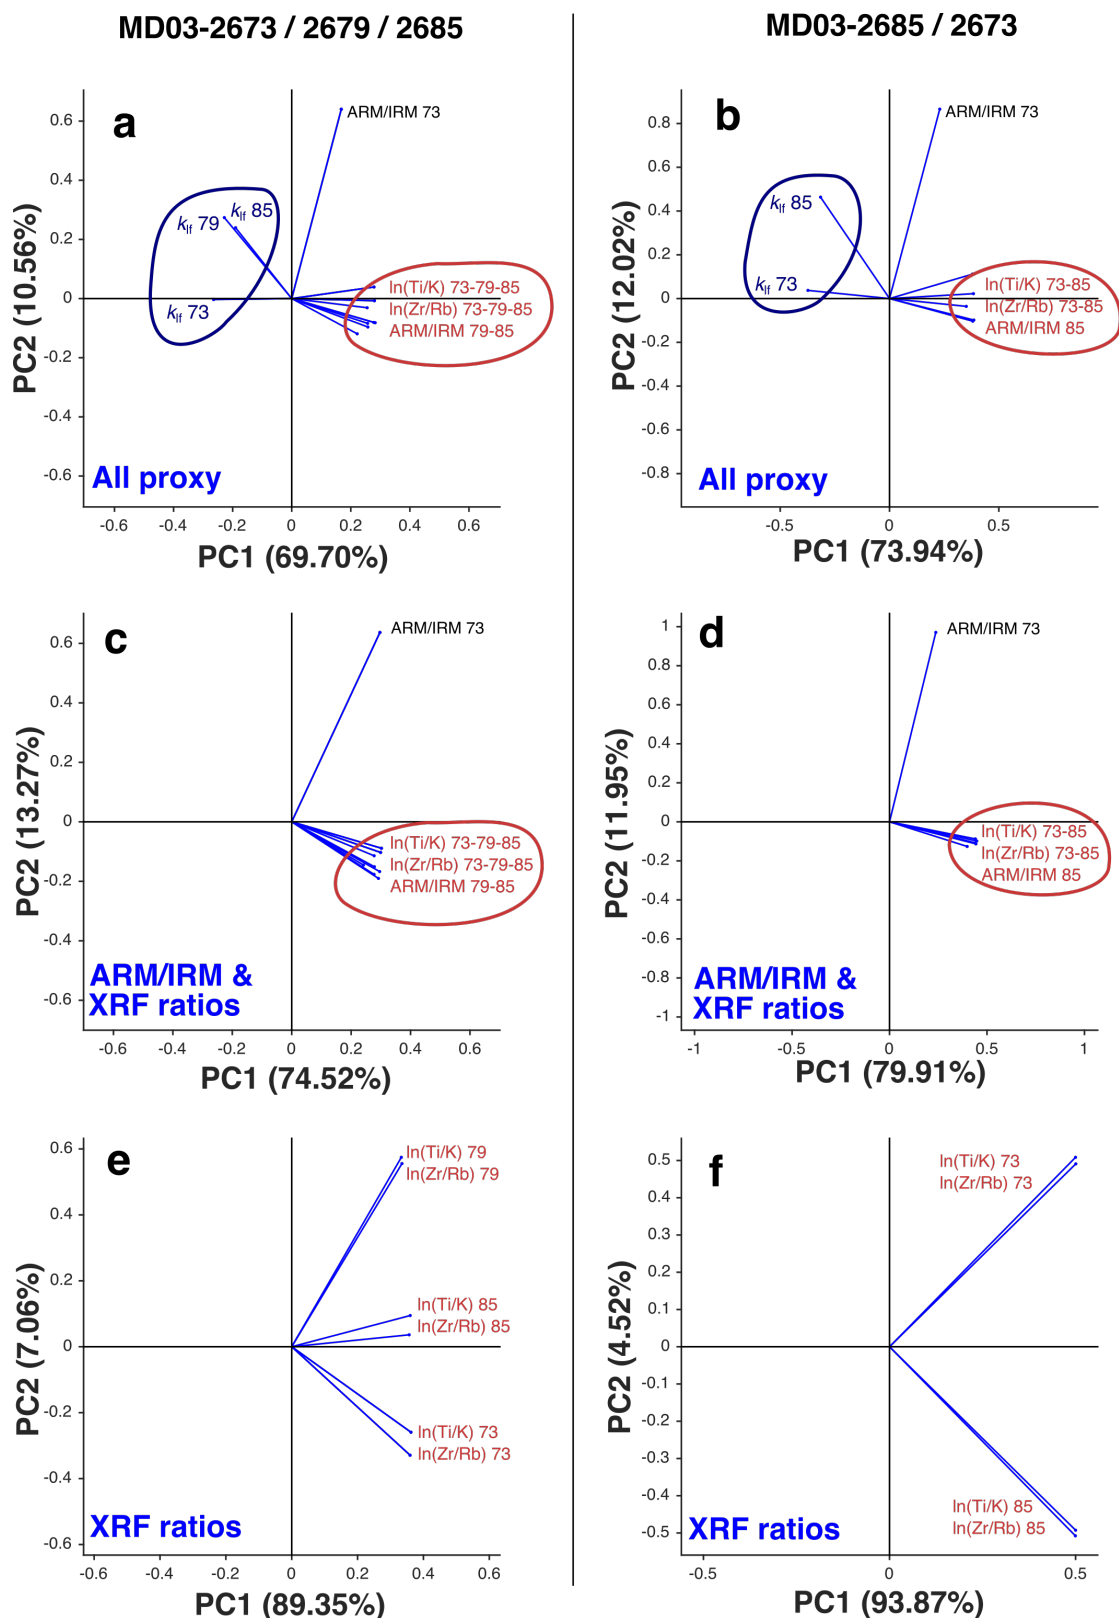 MD03-2673 / 2679 / 2685
MD03-2685 / 2673
a
ARM/IRM 73
klf 85
klf 79
klf 73
ln(Ti/K) 73-79-85
ln(Zr/Rb) 73-79-85
ARM/IRM 79-85
All proxy
0.6
0.4
0.2
0
-0.2
-0.4
-0.6
PC2 (10.56%)
-0.6 -0.4 -0.2 0 0.2 0.4 0.6
PC1 (69.70%)
b
ARM/IRM 73
klf 85
klf 73
ln(Ti/K) 73-85
ln(Zr/Rb) 73-85
ARM/IRM 85
All proxy
0.8
0.6
0.4
0.2
0
-0.2
-0.4
-0.6
-0.8
PC2 (12.02%)
-0.5 0 0.5
PC1 (73.94%)
c
ARM/IRM 73
ln(Ti/K) 73-79-85
ln(Zr/Rb) 73-79-85
ARM/IRM 79-85
ARM/IRM &
XRF ratios
0.6
0.4
0.2
0
-0.2
-0.4
-0.6
PC2 (13.27%)
-0.6 -0.4 -0.2 0 0.2 0.4 0.6
PC1 (74.52%)
d
ARM/IRM 73
ln(Ti/K) 73-85
ln(Zr/Rb) 73-85
ARM/IRM 85
ARM/IRM &
XRF ratios
1
0.8
0.6
0.4
0.2
0
-0.2
-0.4
-0.6
-0.8
-1
PC2 (11.95%)
-1 -0.5 0 0.5 1
PC1 (79.91%)
e
ln(Ti/K) 79
ln(Zr/Rb) 79
ln(Ti/K) 85
ln(Zr/Rb) 85
ln(Ti/K) 73
ln(Zr/Rb) 73
XRF ratios
0.6
0.4
0.2
0
-0.2
-0.4
-0.6
PC2 (7.06%)
-0.6 -0.4 -0.2 0 0.2 0.4 0.6
PC1 (89.35%)
f
ln(Ti/K) 73
ln(Zr/Rb) 73
ln(Ti/K) 85
ln(Zr/Rb) 85
XRF ratios
0.5
0.4
0.3
0.2
0.1
0
-0.1
-0.2
-0.3
-0.4
-0.5
PC2 (4.52%)
-0.5 0 0.5
PC1 (93.87%)